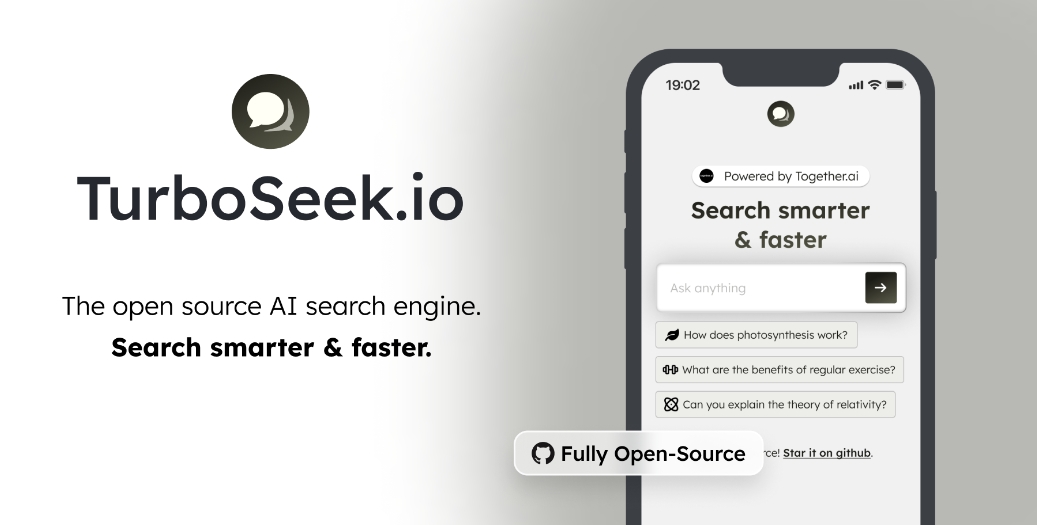 TurboSeek.io
The open source AI search engine.
Search smarter & faster.
19:02
Powered by Together.ai
Search smarter
& faster
Ask anything
How does photosynthesis work?
What are the benefits of regular exercise?
Can you explain the theory of relativity?
Fully Open-Source
rce! Star it on github.